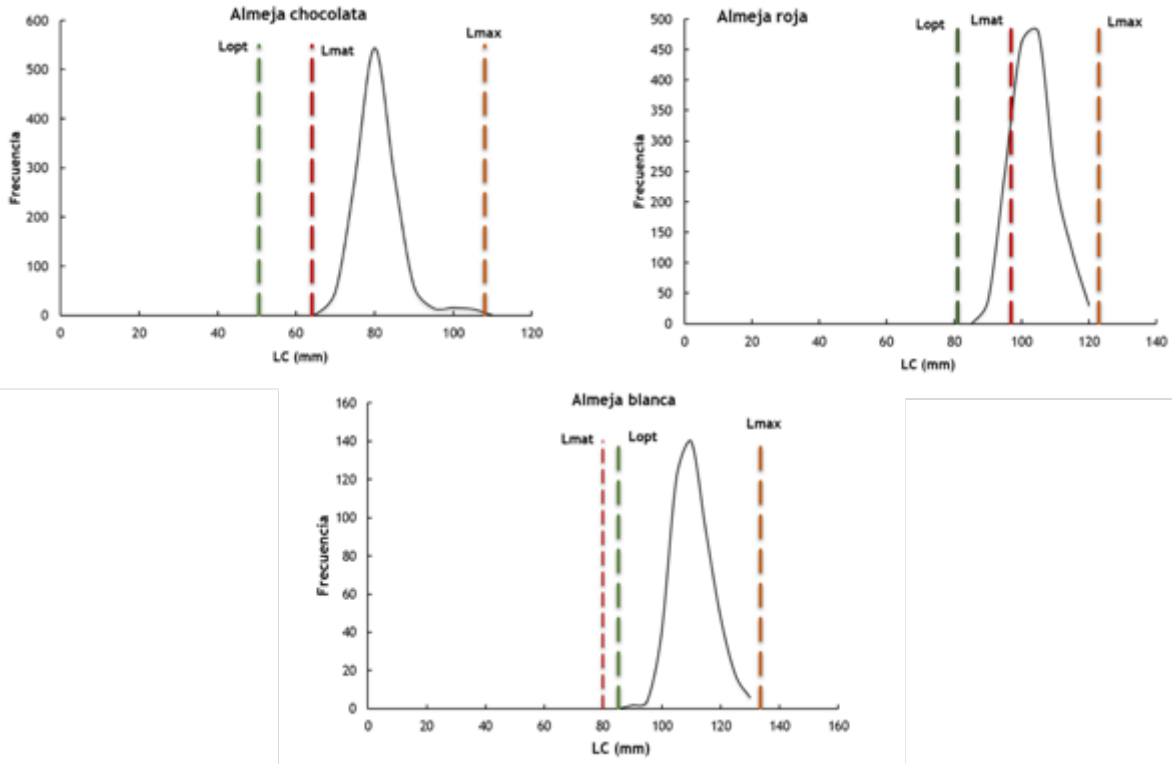 Almeja chocolata
600
500
400
300
200
100
0
Frecuencia
Lopt
Lmat
Lmax
0 20 40 60 80 100 120
LC (mm)
Almeja roja
500
450
400
350
300
250
200
150
100
50
0
Frecuencia
Lopt
Lmat
Lmax
0 20 40 60 80 100 120 140
LC (mm)
Almeja blanca
160
140
120
100
80
60
40
20
0
Frecuencia
Lmat
Lopt
Lmax
0 20 40 60 80 100 120 140 160
LC (mm)